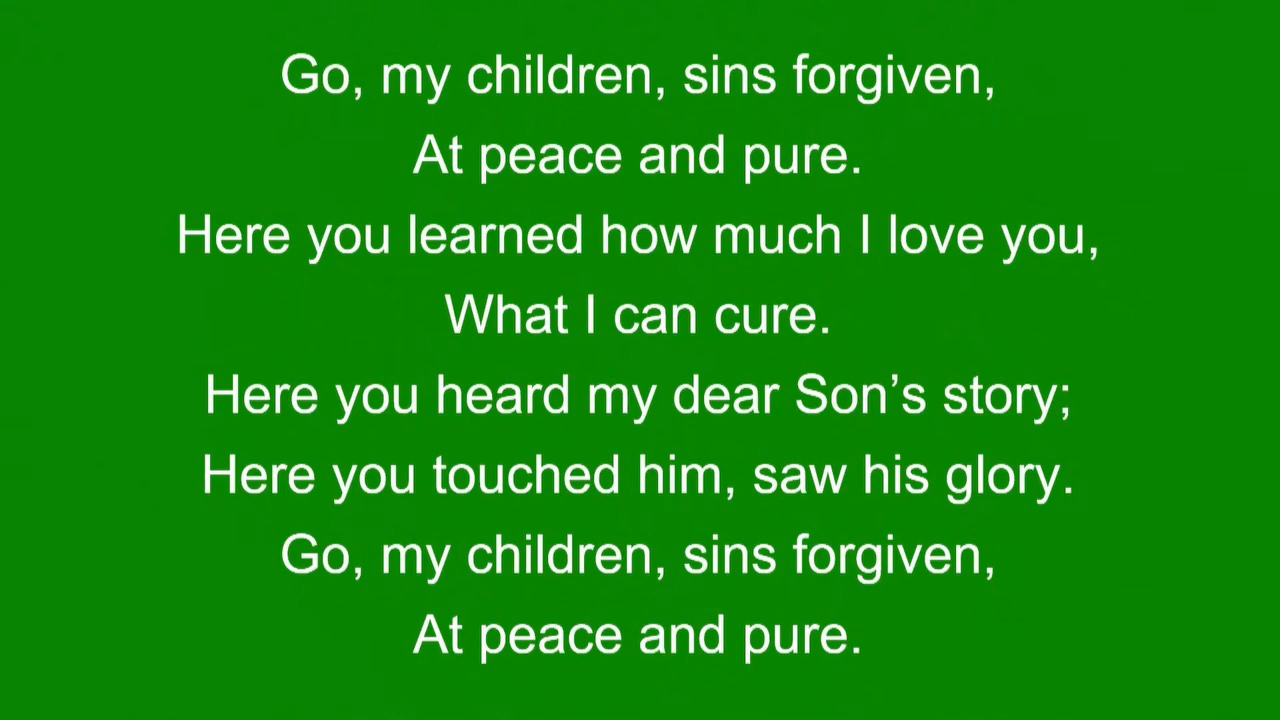 Go, my children, sins forgiven,
At peace and pure.
Here you learned how much I love you,
What I can cure.
Here you heard my dear Son’s story;
Here you touched him, saw his glory.
Go, my children, sins forgiven,
At peace and pure.